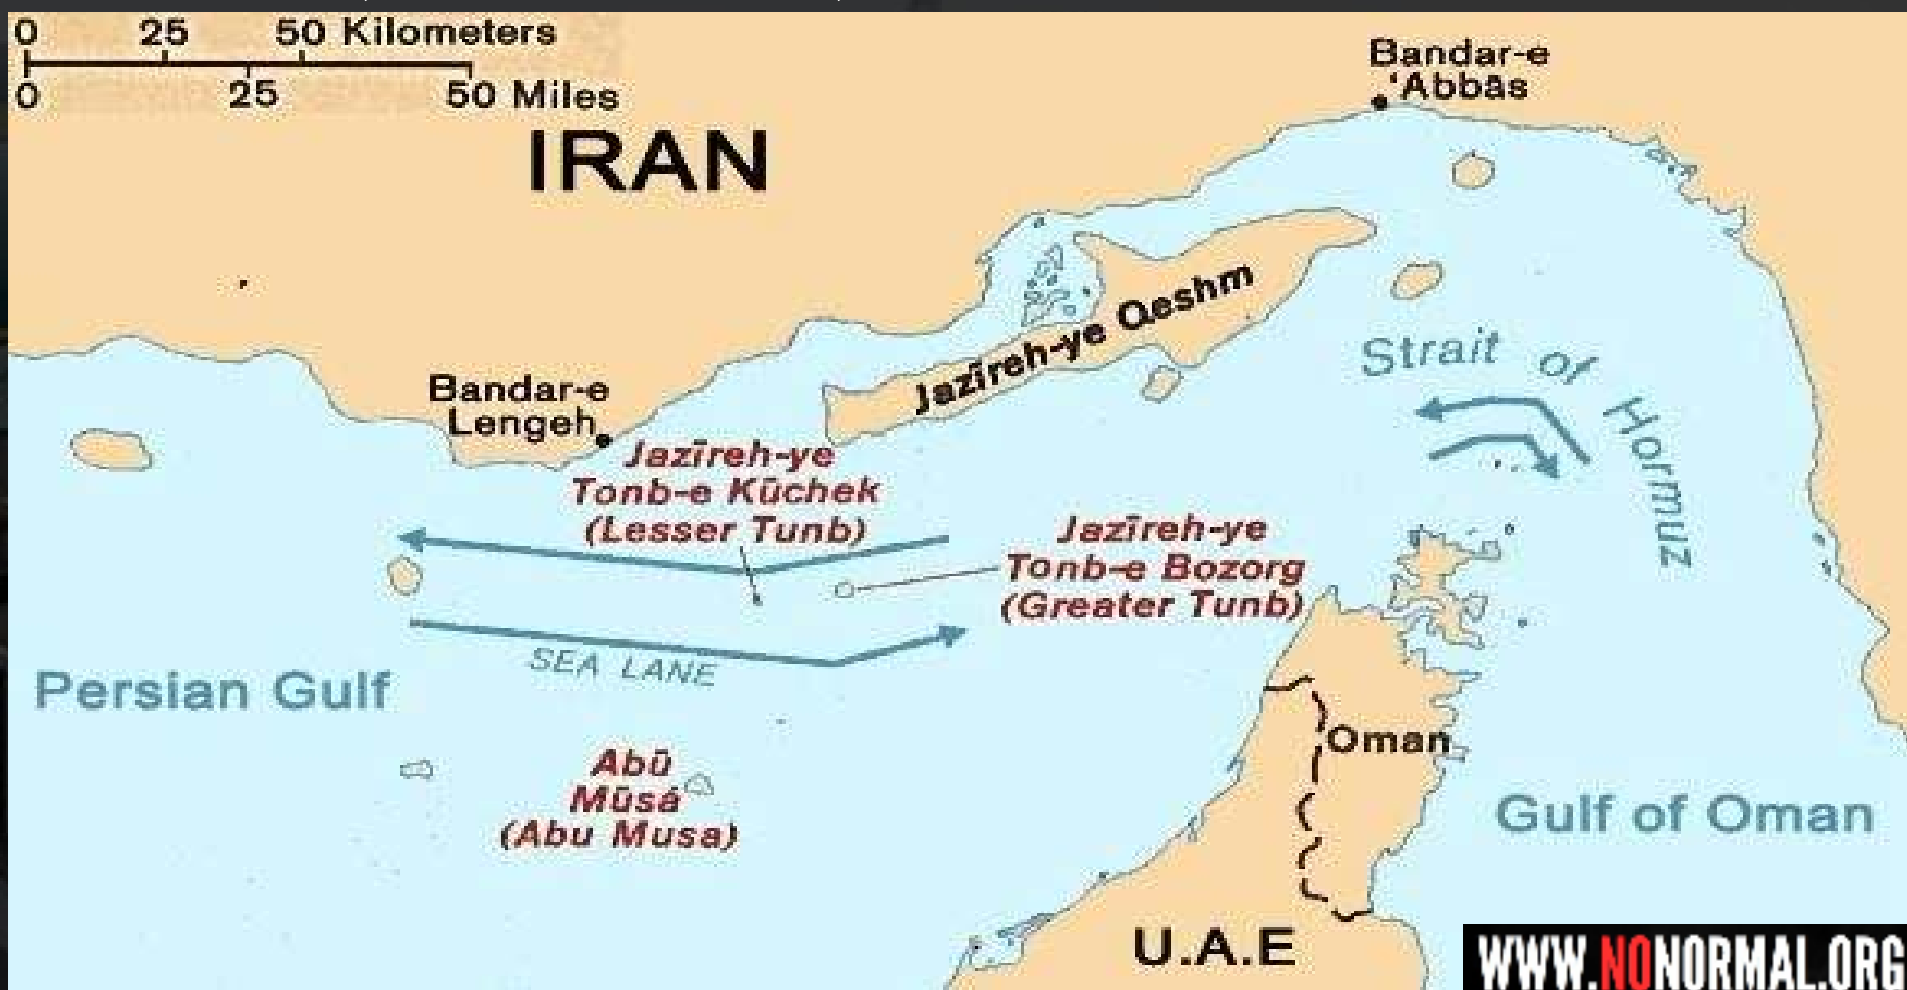 0 25 50 Kilometers
0 25 50 Miles
IRAN
Bandar-e
'Abbās
Jazīreh-ye Qeshm
Strait of Hormuz
Bandar-e
Lengeh
Jazīreh-ye
Tonb-e Kūchek
(Lesser Tunb)
Jazīreh-ye
Tonb-e Bozorg
(Greater Tunb)
SEA LANE
Persian Gulf
Abū
Mūsá
(Abu Musa)
Oman
Gulf of Oman
U.A.E
WWW.NONORMAL.ORG